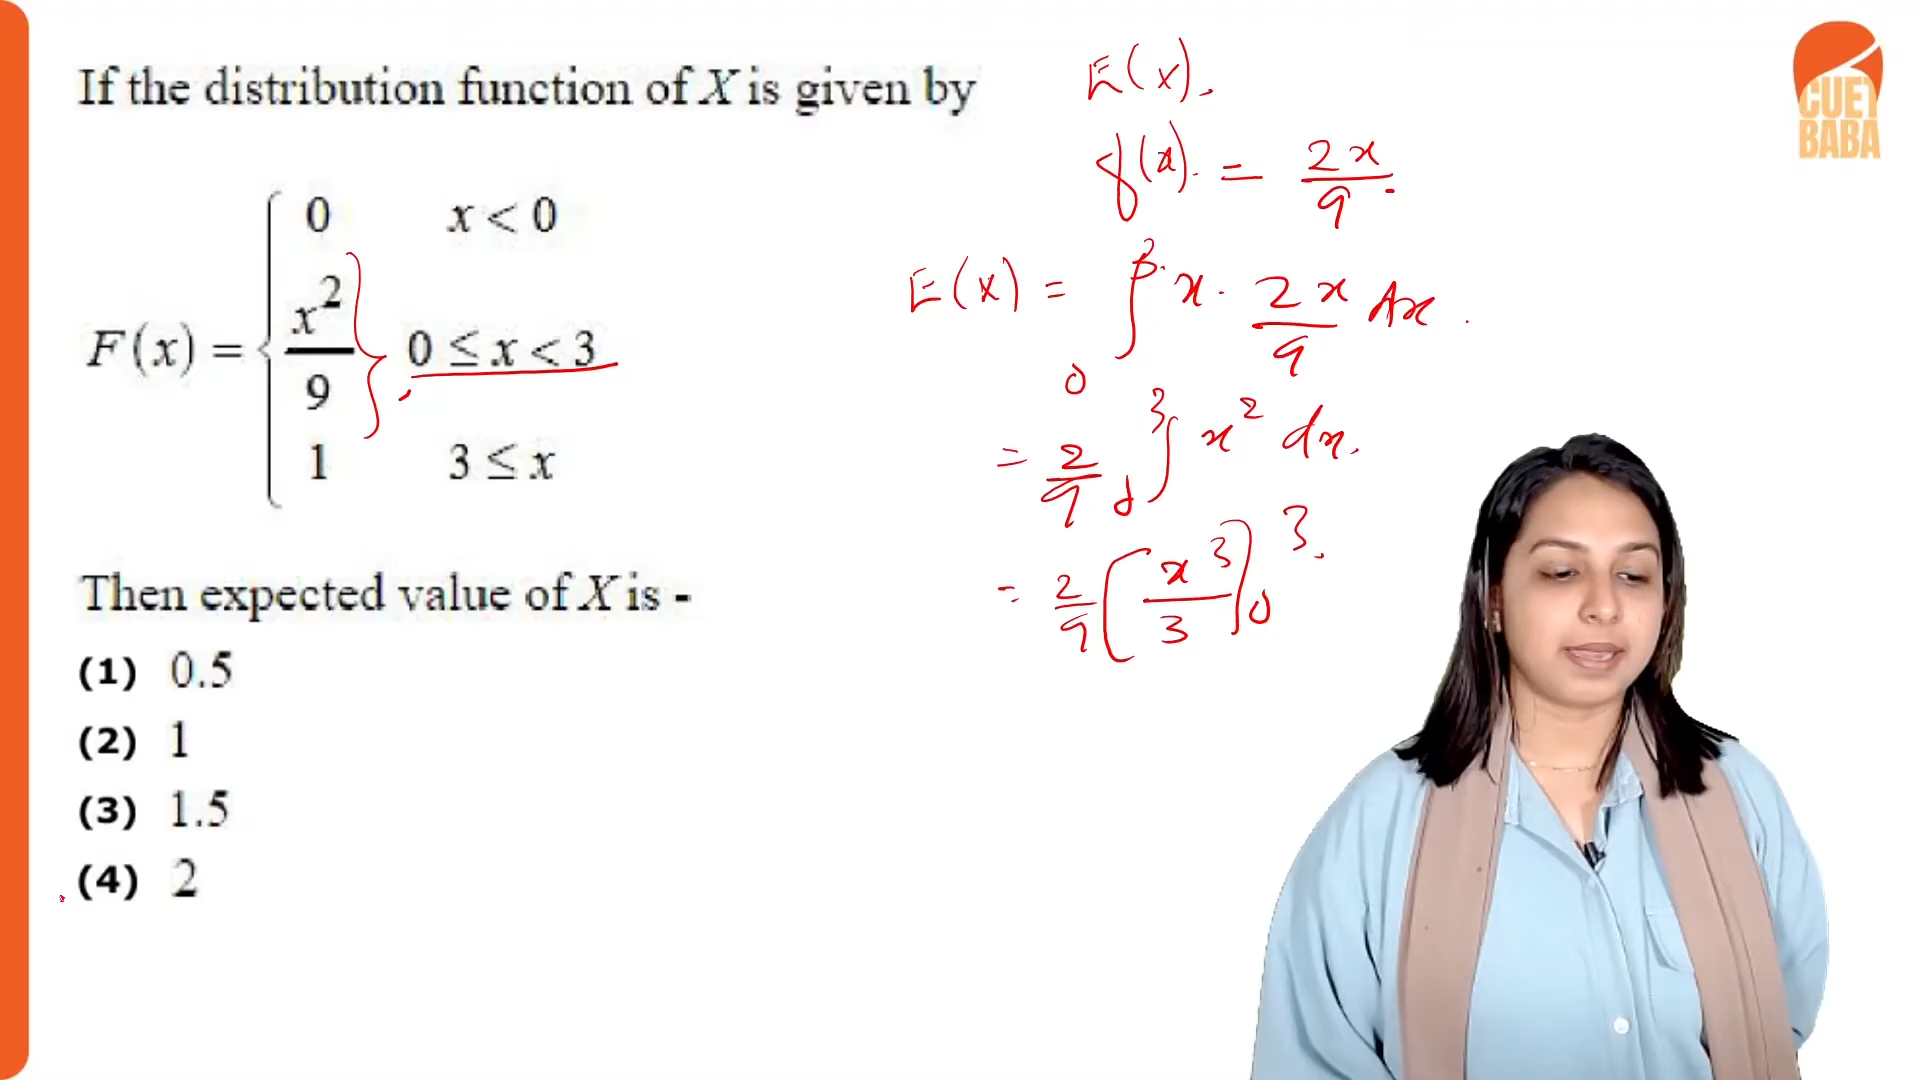 If the distribution function of X is given by
F(x) = { 0 x < 0
x²/9 } 0 ≤ x < 3
1 3 ≤ x
Then expected value of X is -
(1) 0.5
(2) 1
(3) 1.5
(4) 2
E(x).
f(x). = 2x/9.
E(x) = ∫₀³ x. 2x/9 dx.
= 2/9 ∫₀³ x² dx.
= 2/9 [x³/3]₀³.
CUET
BABA